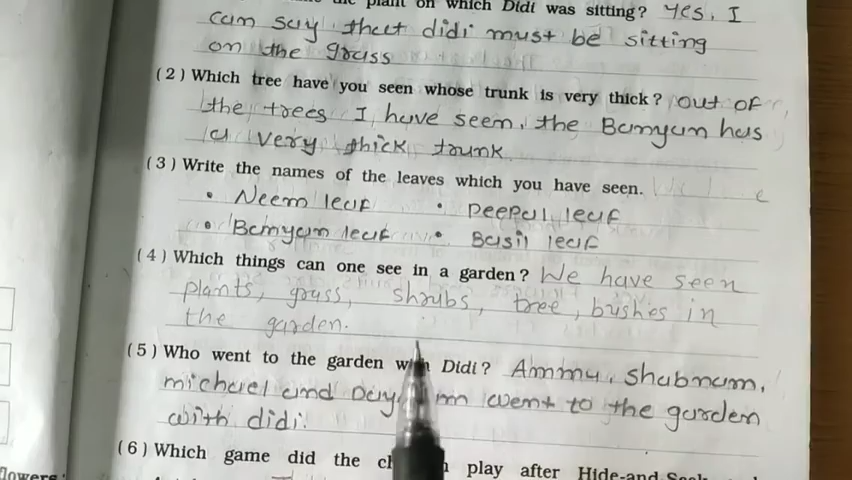 the plant on which Didi was sitting? Yes, I
can say that didi must be sitting
on the grass
(2) Which tree have you seen whose trunk is very thick? out of
the trees I have seen, the Banyan has
a very thick trunk.
(3) Write the names of the leaves which you have seen.
• Neem leaf • Peepal leaf
• Banyan leaf • Basil leaf
(4) Which things can one see in a garden? We have seen
plants, grass, shrubs, tree, bushes in
the garden.
(5) Who went to the garden with Didi? Ammu, Shabnam,
michael and went to the garden
with didi.
(6) Which game did the play after Hide-and-Seek
flowers